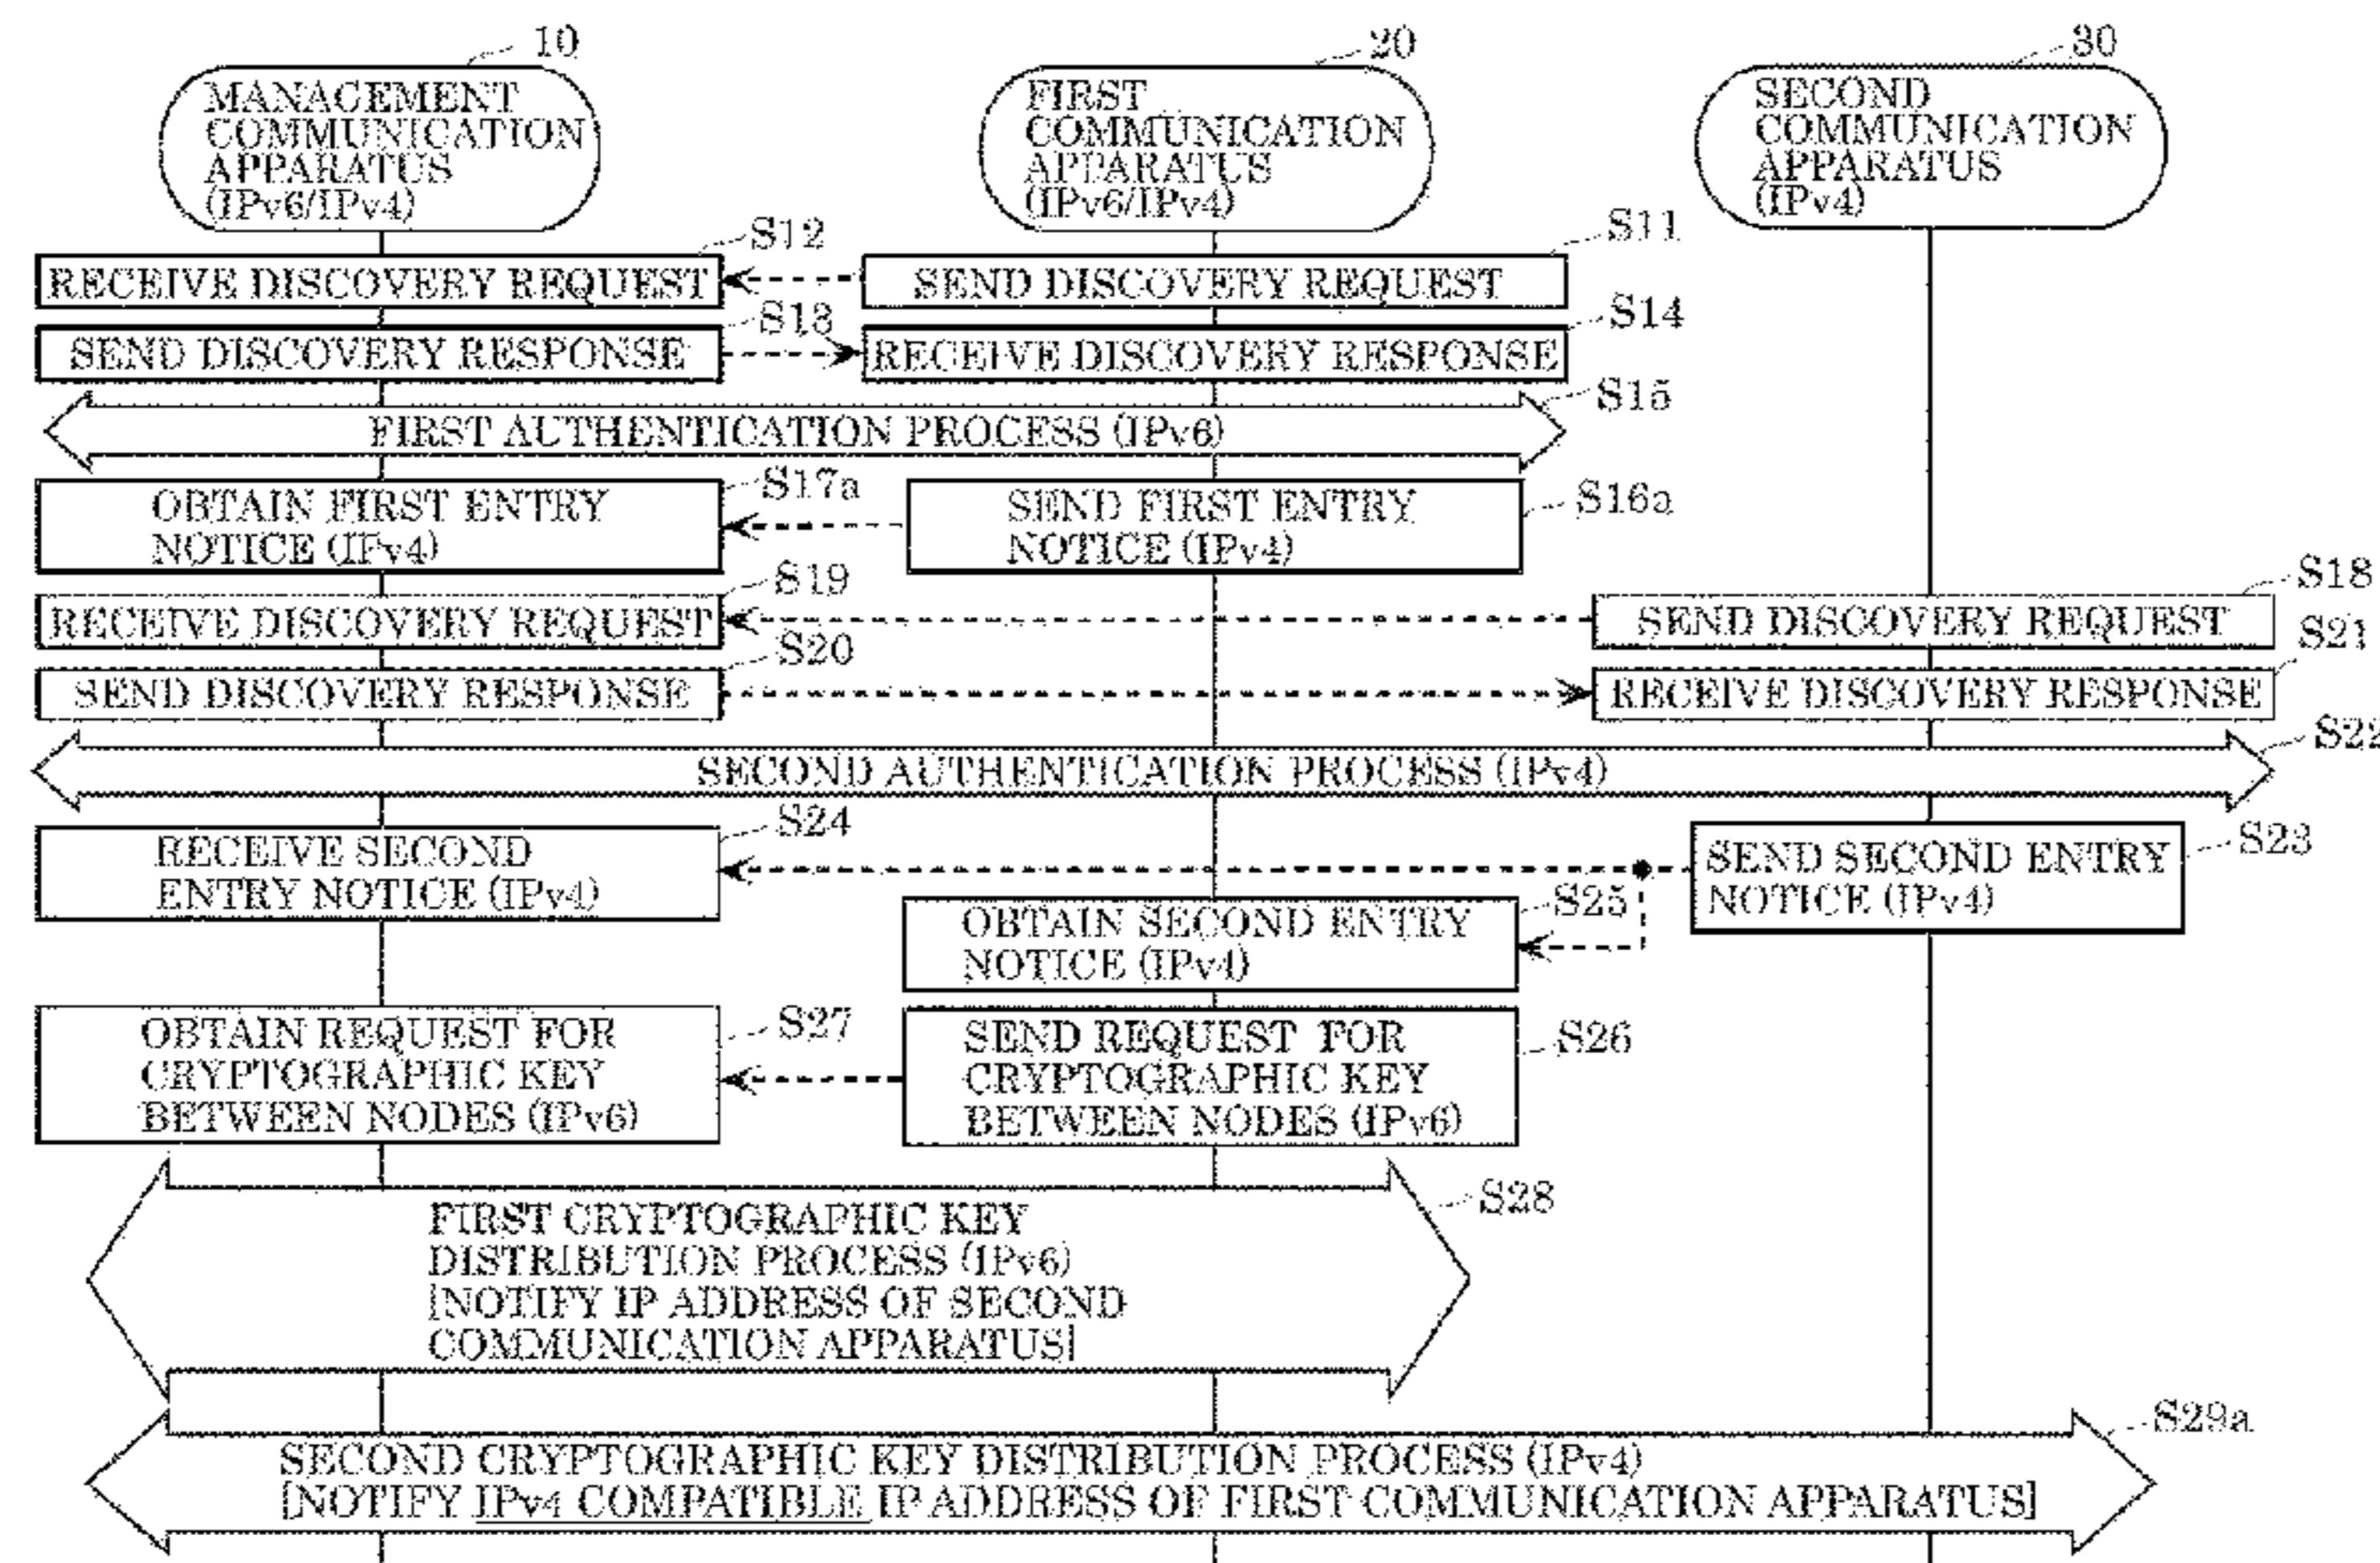 10
20
30
MANAGEMENT
COMMUNICATION
APPARATUS
(IPv6/IPv4)
FIRST
COMMUNICATION
APPARATUS
(IPv6/IPv4)
SECOND
COMMUNICATION
APPARATUS
(IPv4)
S12
S11
RECEIVE DISCOVERY REQUEST
SEND DISCOVERY REQUEST
S13
S14
SEND DISCOVERY RESPONSE
RECEIVE DISCOVERY RESPONSE
S15
FIRST AUTHENTICATION PROCESS (IPv6)
S17a
S16a
OBTAIN FIRST ENTRY
NOTICE (IPv4)
SEND FIRST ENTRY
NOTICE (IPv4)
S19
S18
RECEIVE DISCOVERY REQUEST
SEND DISCOVERY REQUEST
S20
S21
SEND DISCOVERY RESPONSE
RECEIVE DISCOVERY RESPONSE
S22
SECOND AUTHENTICATION PROCESS (IPv4)
S24
S23
RECEIVE SECOND
ENTRY NOTICE (IPv4)
SEND SECOND ENTRY
NOTICE (IPv4)
S25
OBTAIN SECOND ENTRY
NOTICE (IPv4)
S27
S26
OBTAIN REQUEST FOR
CRYPTOGRAPHIC KEY
BETWEEN NODES (IPv6)
SEND REQUEST FOR
CRYPTOGRAPHIC KEY
BETWEEN NODES (IPv6)
S28
FIRST CRYPTOGRAPHIC KEY
DISTRIBUTION PROCESS (IPv6)
[NOTIFY IP ADDRESS OF SECOND
COMMUNICATION APPARATUS]
S29a
SECOND CRYPTOGRAPHIC KEY DISTRIBUTION PROCESS (IPv4)
[NOTIFY IPv4 COMPATIBLE IP ADDRESS OF FIRST COMMUNICATION APPARATUS]